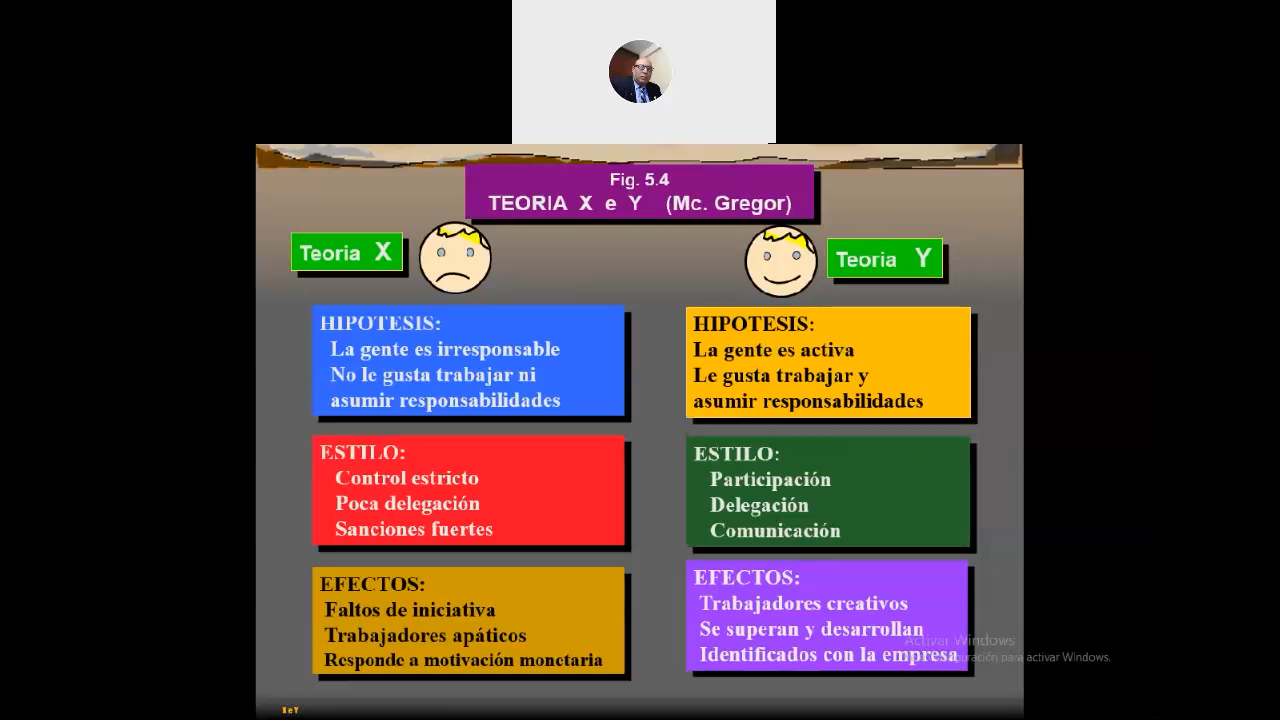 Fig. 5.4
TEORIA X e Y (Mc. Gregor)
Teoria X
Teoria Y
HIPOTESIS:
La gente es irresponsable
No le gusta trabajar ni
asumir responsabilidades
HIPOTESIS:
La gente es activa
Le gusta trabajar y
asumir responsabilidades
ESTILO:
Control estricto
Poca delegación
Sanciones fuertes
ESTILO:
Participación
Delegación
Comunicación
EFECTOS:
Faltos de iniciativa
Trabajadores apáticos
Responde a motivación monetaria
EFECTOS:
Trabajadores creativos
Se superan y desarrollan
Identificados con la empresa
Activar Windows
para activar Windows.
X e Y